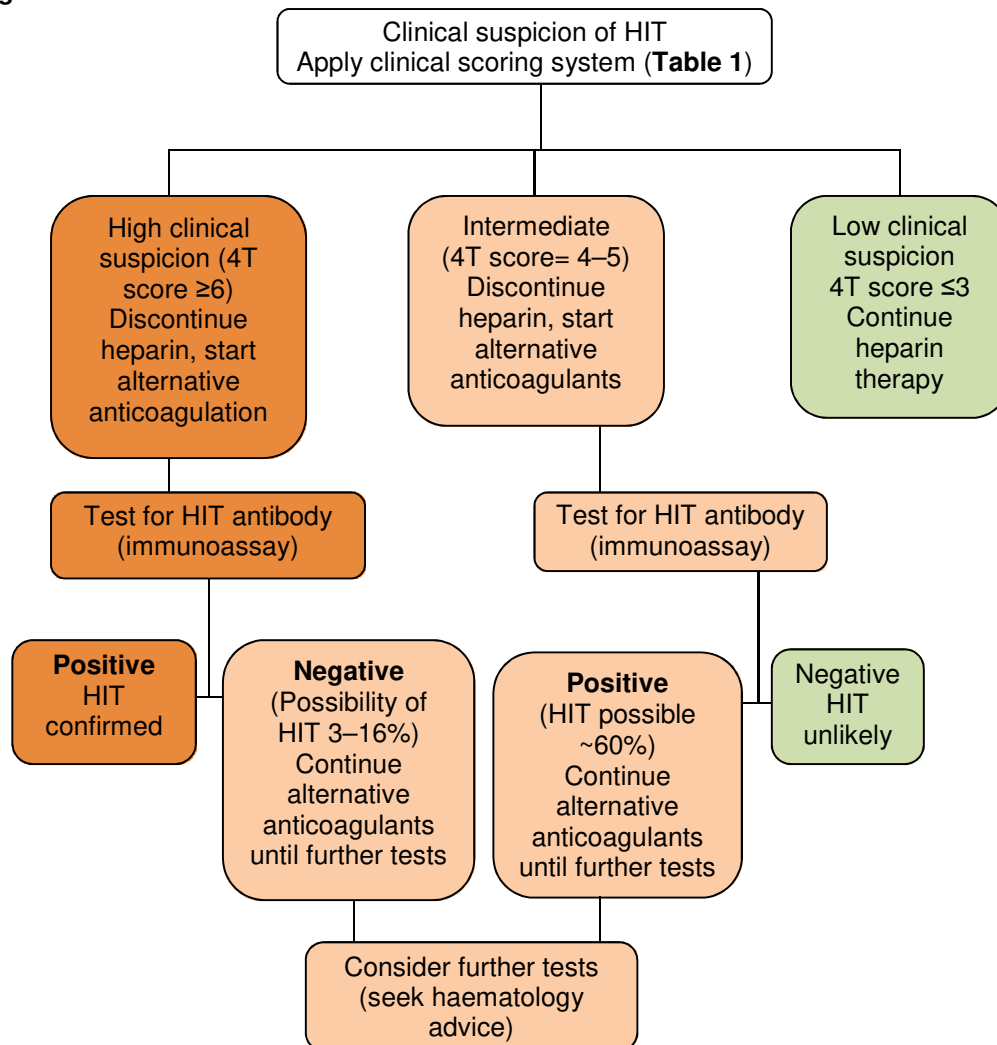 Clinical suspicion of HIT
Apply clinical scoring system (Table 1)
High clinical
suspicion (4T
score ≥6)
Discontinue
heparin, start
alternative
anticoagulation
Intermediate
(4T score= 4–5)
Discontinue
heparin, start
alternative
anticoagulants
Low clinical
suspicion
4T score ≤3
Continue
heparin
therapy
Test for HIT antibody
(immunoassay)
Test for HIT antibody
(immunoassay)
Positive
HIT
confirmed
Negative
(Possibility of
HIT 3–16%)
Continue
alternative
anticoagulants
until further tests
Positive
(HIT possible
~60%)
Continue
alternative
anticoagulants
until further tests
Negative
HIT
unlikely
Consider further tests
(seek haematology
advice)